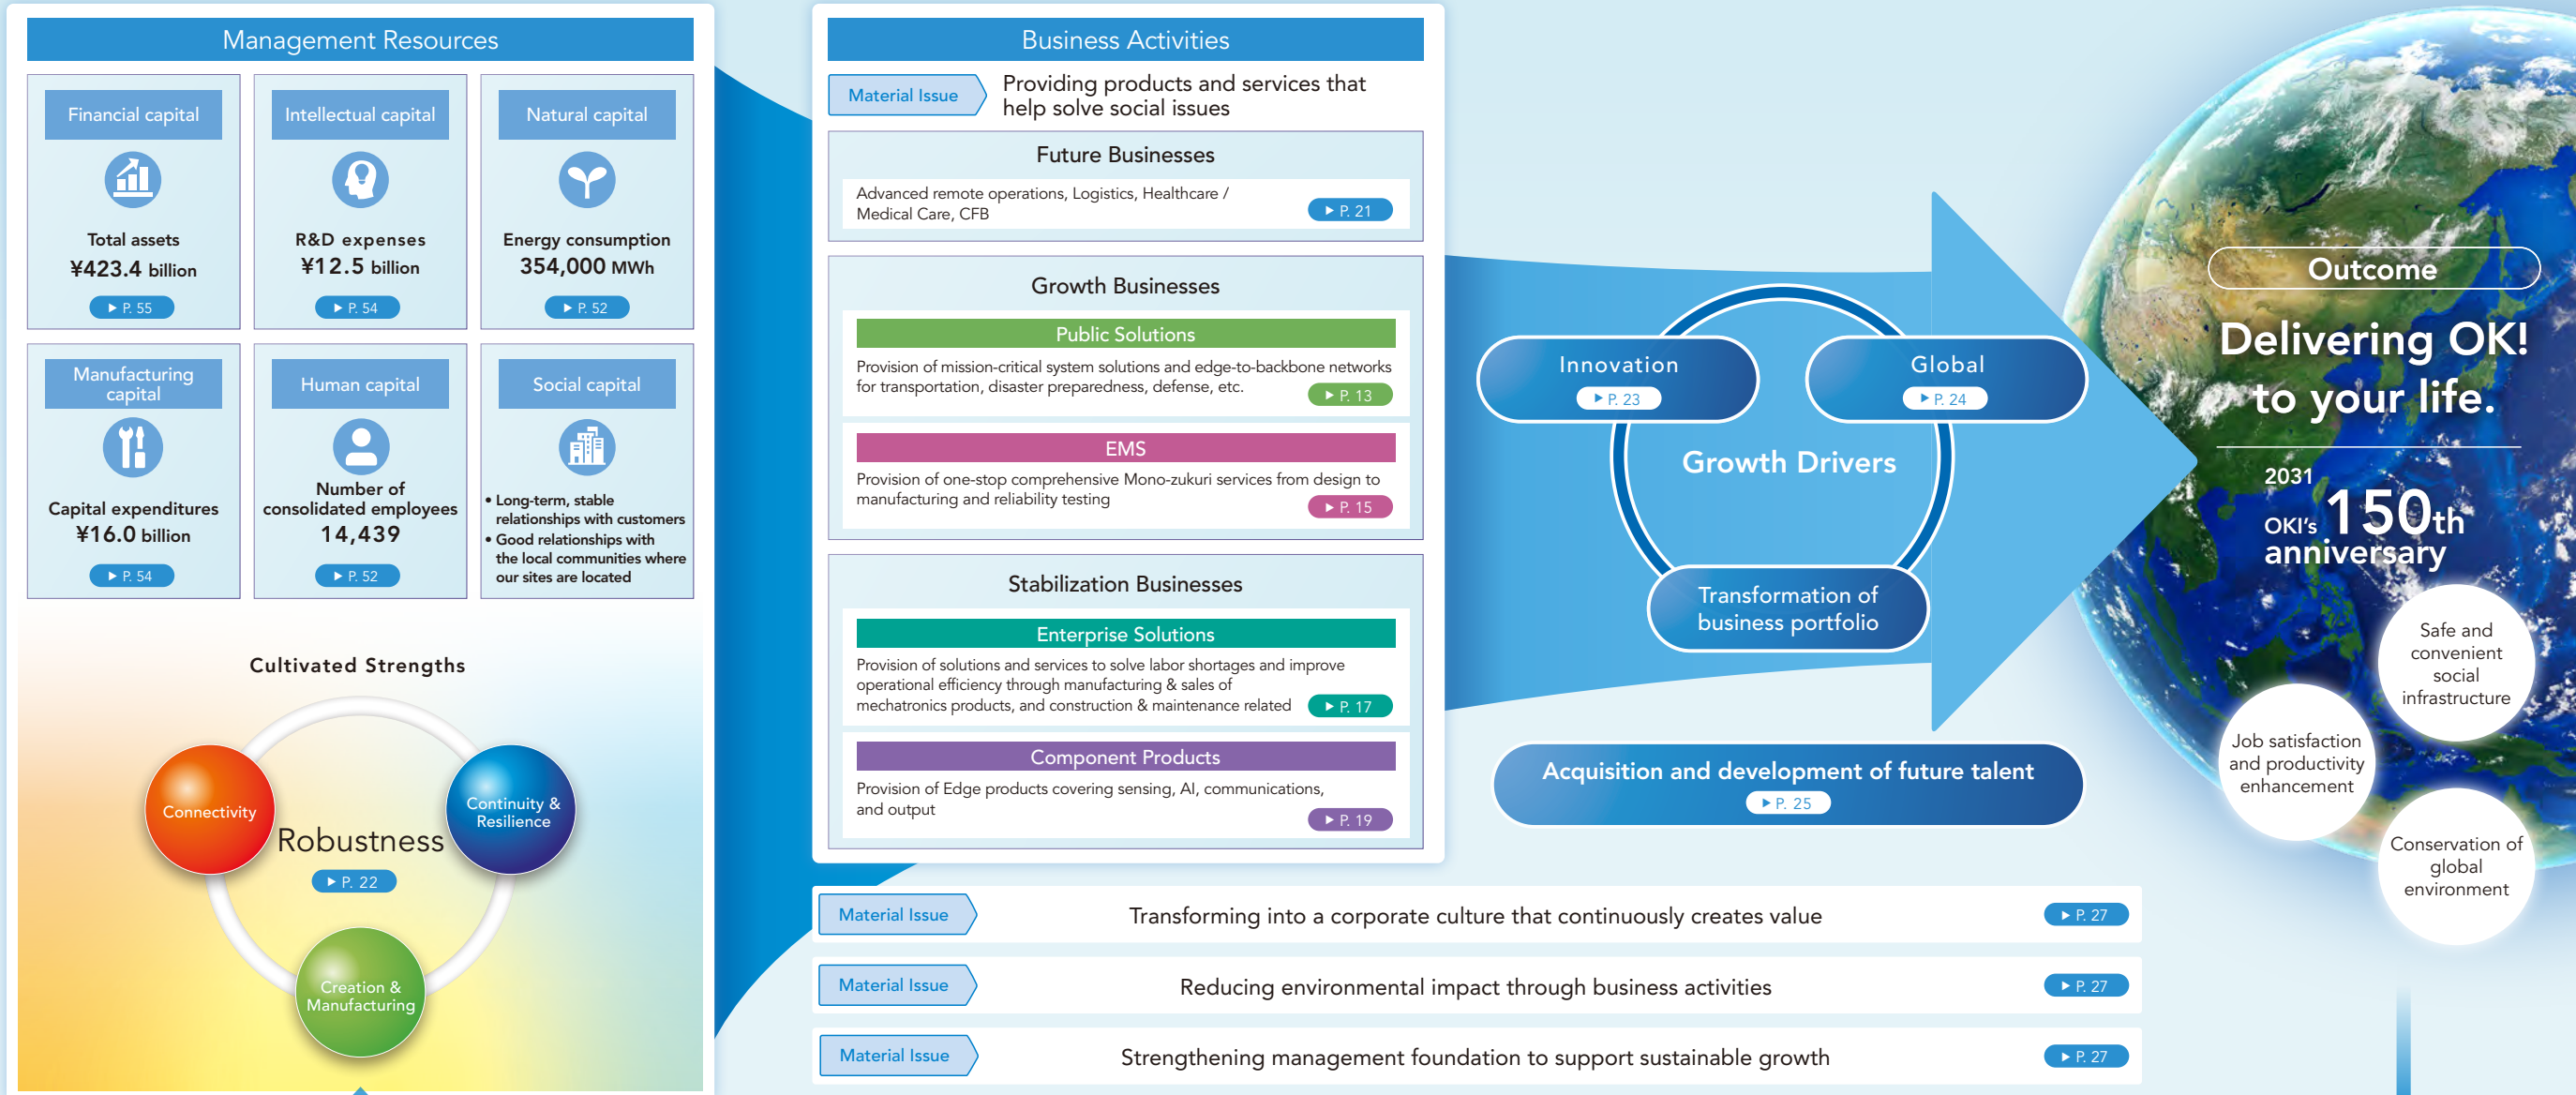 Management Resources
Financial capital
Total assets
¥423.4 billion
▶ P. 55
Intellectual capital
R&D expenses
¥12.5 billion
▶ P. 54
Natural capital
Energy consumption
354,000 MWh
▶ P. 52
Manufacturing
capital
Capital expenditures
¥16.0 billion
▶ P. 54
Human capital
Number of
consolidated employees
14,439
▶ P. 52
Social capital
• Long-term, stable
relationships with customers
• Good relationships with
the local communities where
our sites are located
Cultivated Strengths
Connectivity
Continuity &
Resilience
Robustness
▶ P. 22
Creation &
Manufacturing
Business Activities
Material Issue
Providing products and services that
help solve social issues
Future Businesses
Advanced remote operations, Logistics, Healthcare /
Medical Care, CFB
▶ P. 21
Growth Businesses
Public Solutions
Provision of mission-critical system solutions and edge-to-backbone networks
for transportation, disaster preparedness, defense, etc.
▶ P. 13
EMS
Provision of one-stop comprehensive Mono-zukuri services from design to
manufacturing and reliability testing
▶ P. 15
Stabilization Businesses
Enterprise Solutions
Provision of solutions and services to solve labor shortages and improve
operational efficiency through manufacturing & sales of
mechatronics products, and construction & maintenance related
▶ P. 17
Component Products
Provision of Edge products covering sensing, AI, communications,
and output
▶ P. 19
Innovation
▶ P. 23
Global
▶ P. 24
Growth Drivers
Transformation of
business portfolio
Acquisition and development of future talent
▶ P. 25
Material Issue
Transforming into a corporate culture that continuously creates value
▶ P. 27
Material Issue
Reducing environmental impact through business activities
▶ P. 27
Material Issue
Strengthening management foundation to support sustainable growth
▶ P. 27
Outcome
Delivering OK!
to your life.
2031
OKI's 150th
anniversary
Safe and
convenient
social
infrastructure
Job satisfaction
and productivity
enhancement
Conservation of
global
environment